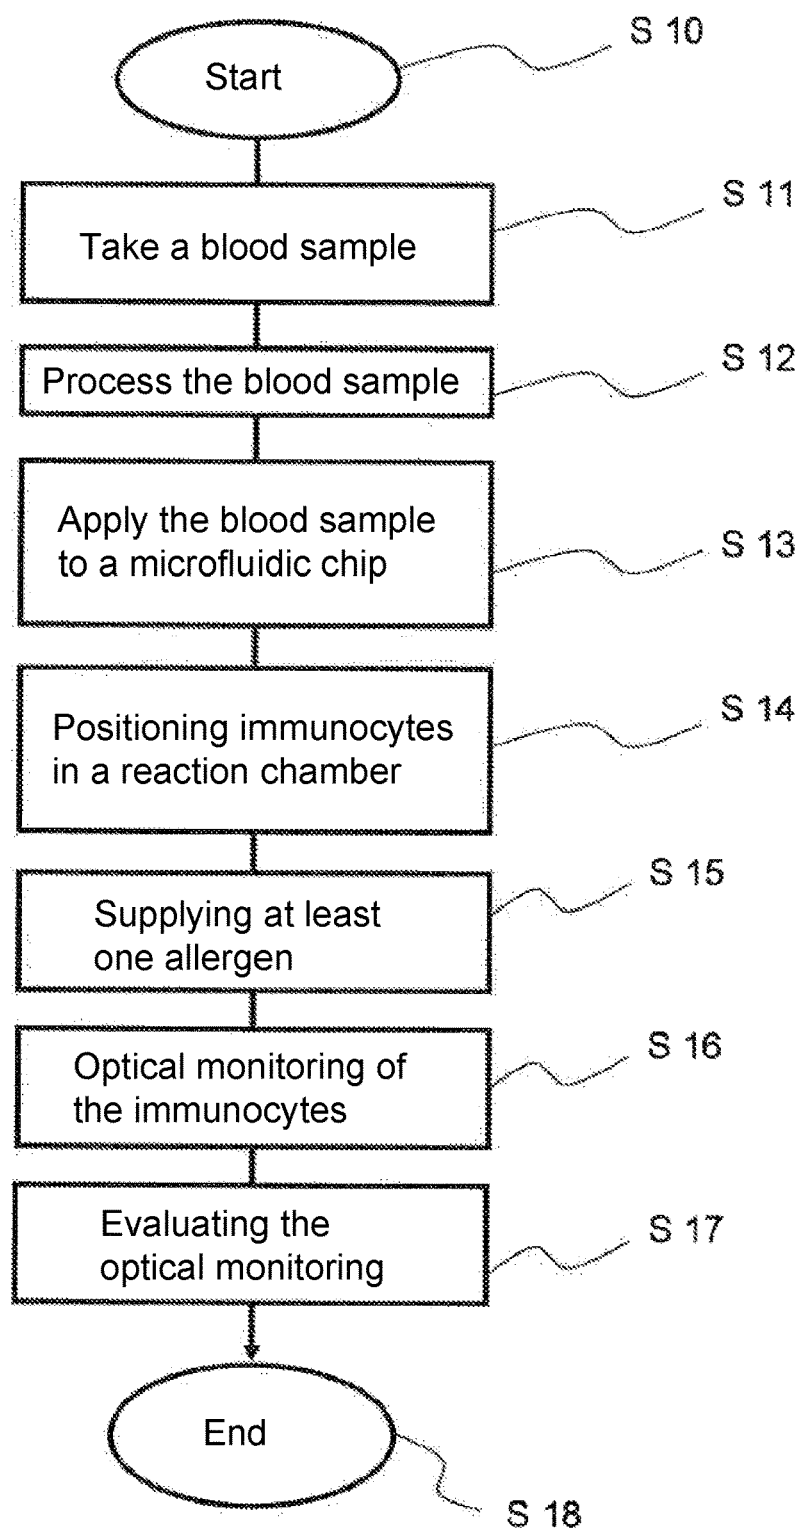 Start
S 10
Take a blood sample
S 11
Process the blood sample
S 12
Apply the blood sample
to a microfluidic chip
S 13
Positioning immunocytes
in a reaction chamber
S 14
Supplying at least
one allergen
S 15
Optical monitoring of
the immunocytes
S 16
Evaluating the
optical monitoring
S 17
End
S 18